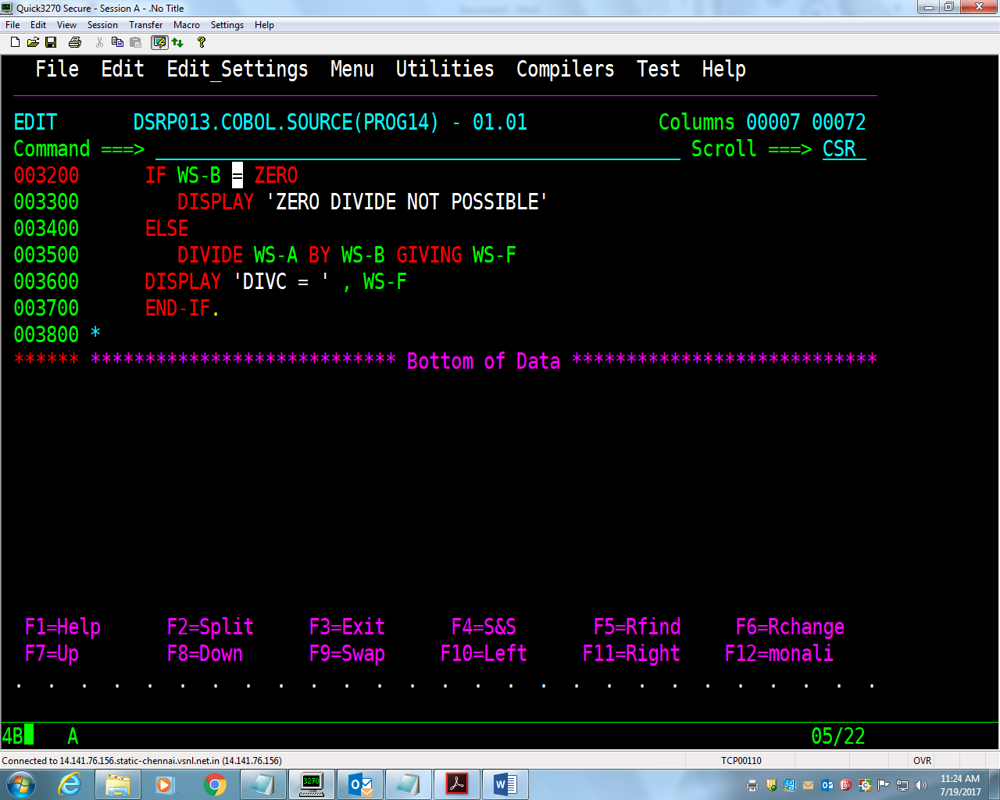 Quick3270 Secure - Session A - .No Title
File Edit View Session Transfer Macro Settings Help
File Edit Edit_Settings Menu Utilities Compilers Test Help
EDIT DSRP013.COBOL.SOURCE(PROG14) - 01.01 Columns 00007 00072
Command ===> Scroll ===> CSR
003200 IF WS-B = ZERO
003300 DISPLAY 'ZERO DIVIDE NOT POSSIBLE'
003400 ELSE
003500 DIVIDE WS-A BY WS-B GIVING WS-F
003600 DISPLAY 'DIVC = ' , WS-F
003700 END-IF.
003800 *
****** **************************** Bottom of Data ****************************
F1=Help F2=Split F3=Exit F4=S&S F5=Rfind F6=Rchange
F7=Up F8=Down F9=Swap F10=Left F11=Right F12=monali
. . . . . . . . . . . . . . . . . . . . . . . . . . .
4B A 05/22
Connected to 14.141.76.156.static-chennai.vsnl.net.in (14.141.76.156) TCP00110 OVR
3270
11:24 AM
7/19/2017